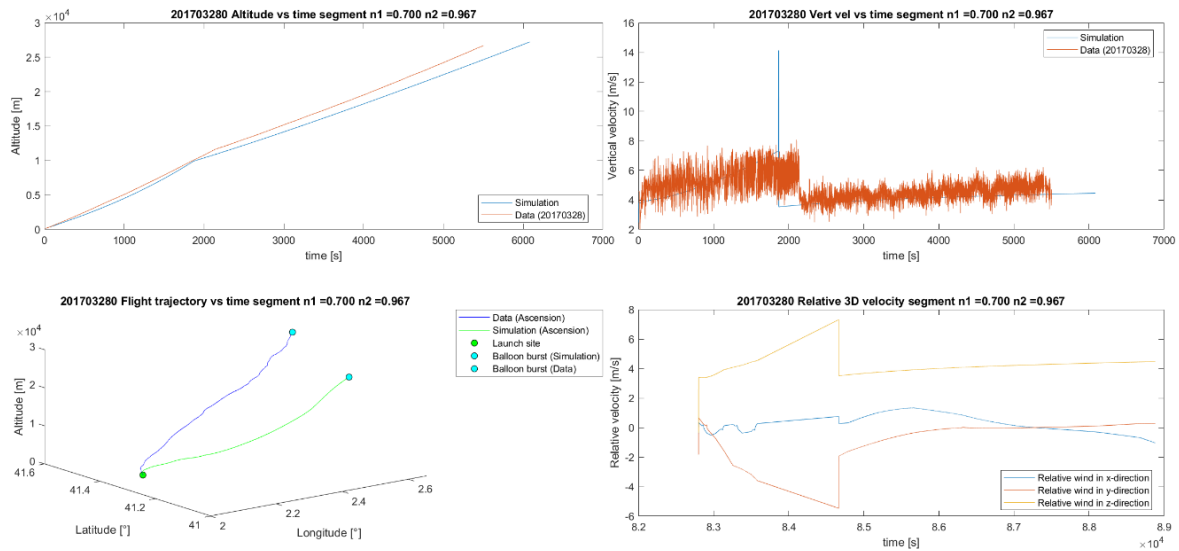 201703280 Altitude vs time segment n1 =0.700 n2 =0.967
×10⁴
3
2.5
2
1.5
1
0.5
0
Altitude [m]
0 1000 2000 3000 4000 5000 6000 7000
time [s]
Simulation
Data (20170328)
201703280 Vert vel vs time segment n1 =0.700 n2 =0.967
16
14
12
10
8
6
4
2
Vertical velocity [m/s]
0 1000 2000 3000 4000 5000 6000 7000
time [s]
Simulation
Data (20170328)
201703280 Flight trajectory vs time segment n1 =0.700 n2 =0.967
×10⁴
3
2
1
0
Altitude [m]
41.6
41.4
41.2
41
Latitude [°]
2
2.2
2.4
2.6
Longitude [°]
Data (Ascension)
Simulation (Ascension)
Launch site
Balloon burst (Simulation)
Balloon burst (Data)
201703280 Relative 3D velocity segment n1 =0.700 n2 =0.967
8
6
4
2
0
-2
-4
-6
Relative velocity [m/s]
8.2 8.3 8.4 8.5 8.6 8.7 8.8 8.9
time [s]
×10⁴
Relative wind in x-direction
Relative wind in y-direction
Relative wind in z-direction